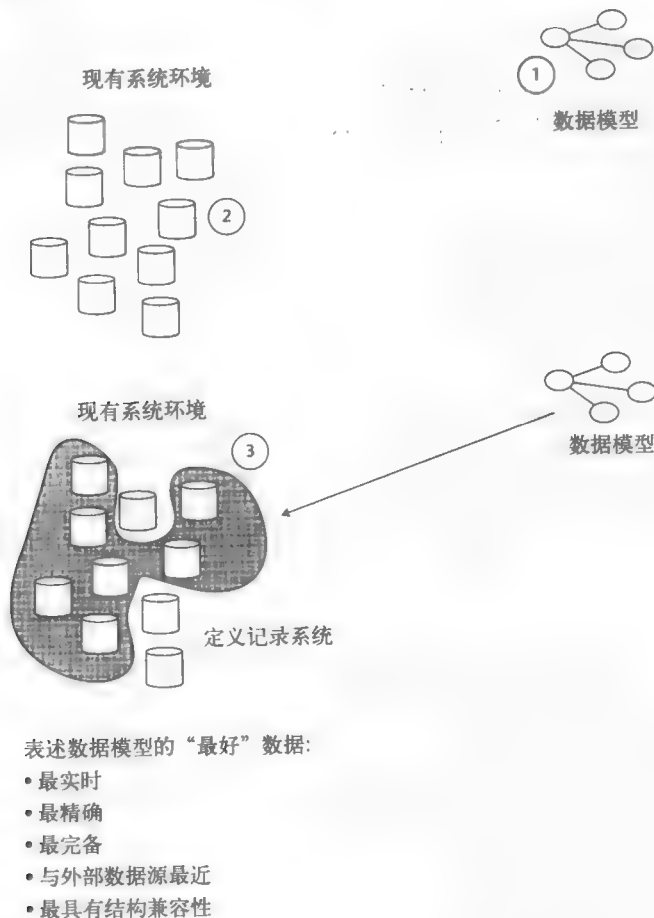 1
现有系统环境
数据模型
2
现有系统环境
3
数据模型
定义记录系统
表述数据模型的“最好”数据:
• 最实时
• 最精确
• 最完备
• 与外部数据源最近
• 最具有结构兼容性